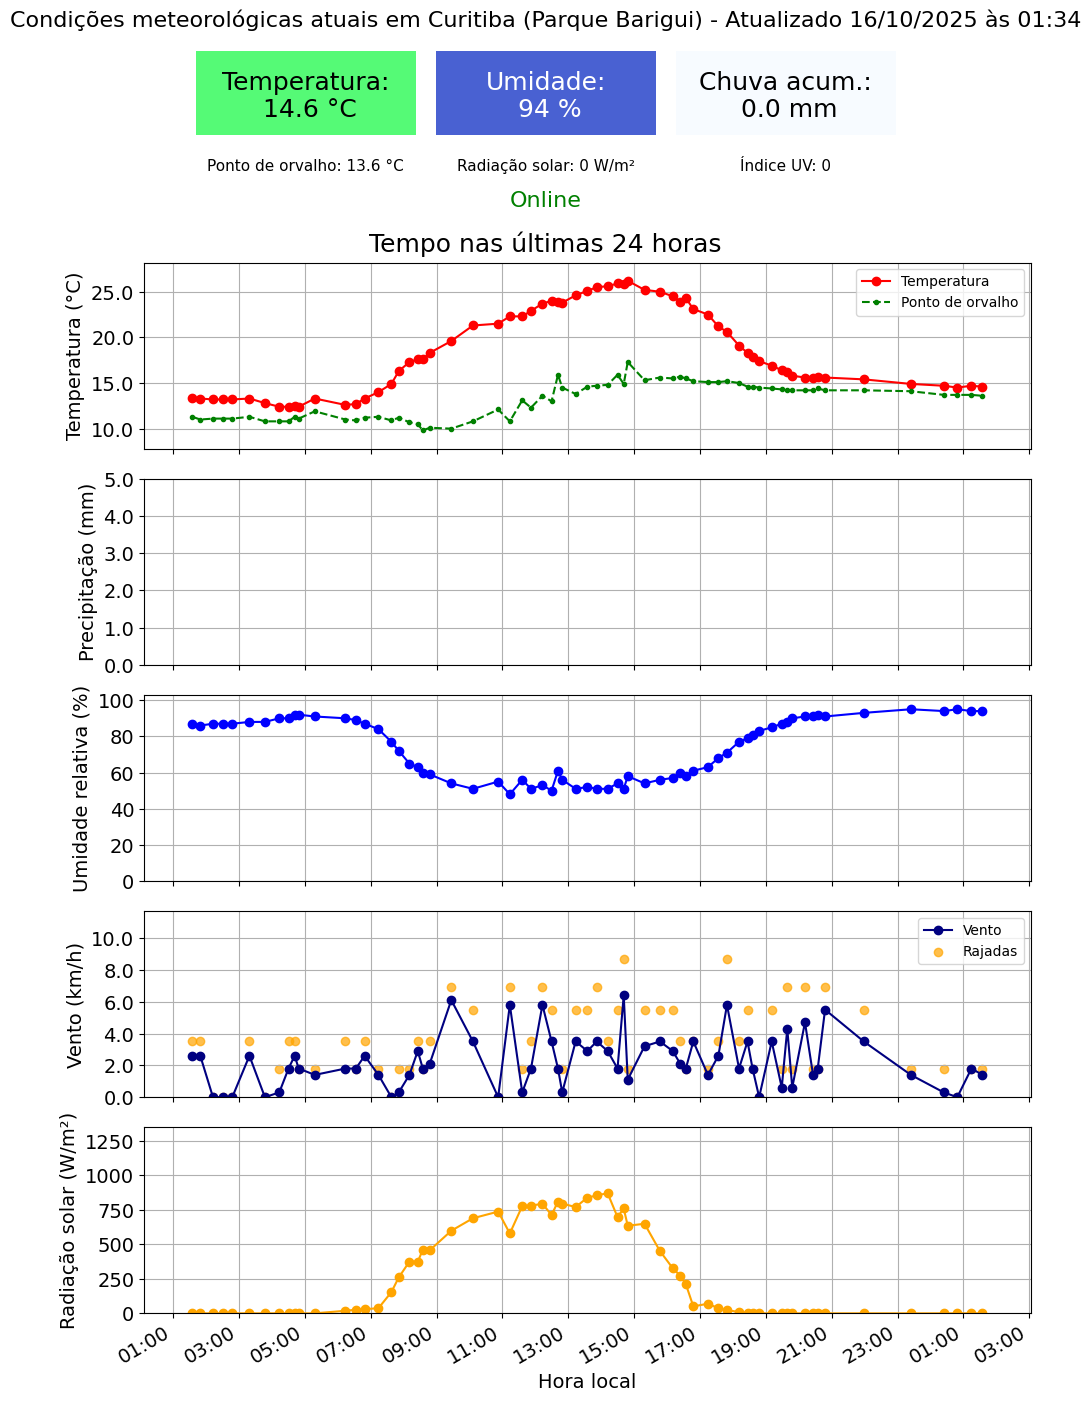 Condições meteorológicas atuais em Curitiba (Parque Barigui) - Atualizado 16/10/2025 às 01:34
Temperatura:
14.6 °C
Umidade:
94 %
Chuva acum.:
0.0 mm
Ponto de orvalho: 13.6 °C
Radiação solar: 0 W/m²
Índice UV: 0
Online
Tempo nas últimas 24 horas
Temperatura (°C)
25.0
20.0
15.0
10.0
Temperatura
Ponto de orvalho
Precipitação (mm)
5.0
4.0
3.0
2.0
1.0
0.0
Umidade relativa (%)
100
80
60
40
20
0
Vento (km/h)
10.0
8.0
6.0
4.0
2.0
0.0
Vento
Rajadas
Radiação solar (W/m²)
1250
1000
750
500
250
0
01:00
03:00
05:00
07:00
09:00
11:00
13:00
15:00
17:00
19:00
21:00
23:00
01:00
03:00
Hora local